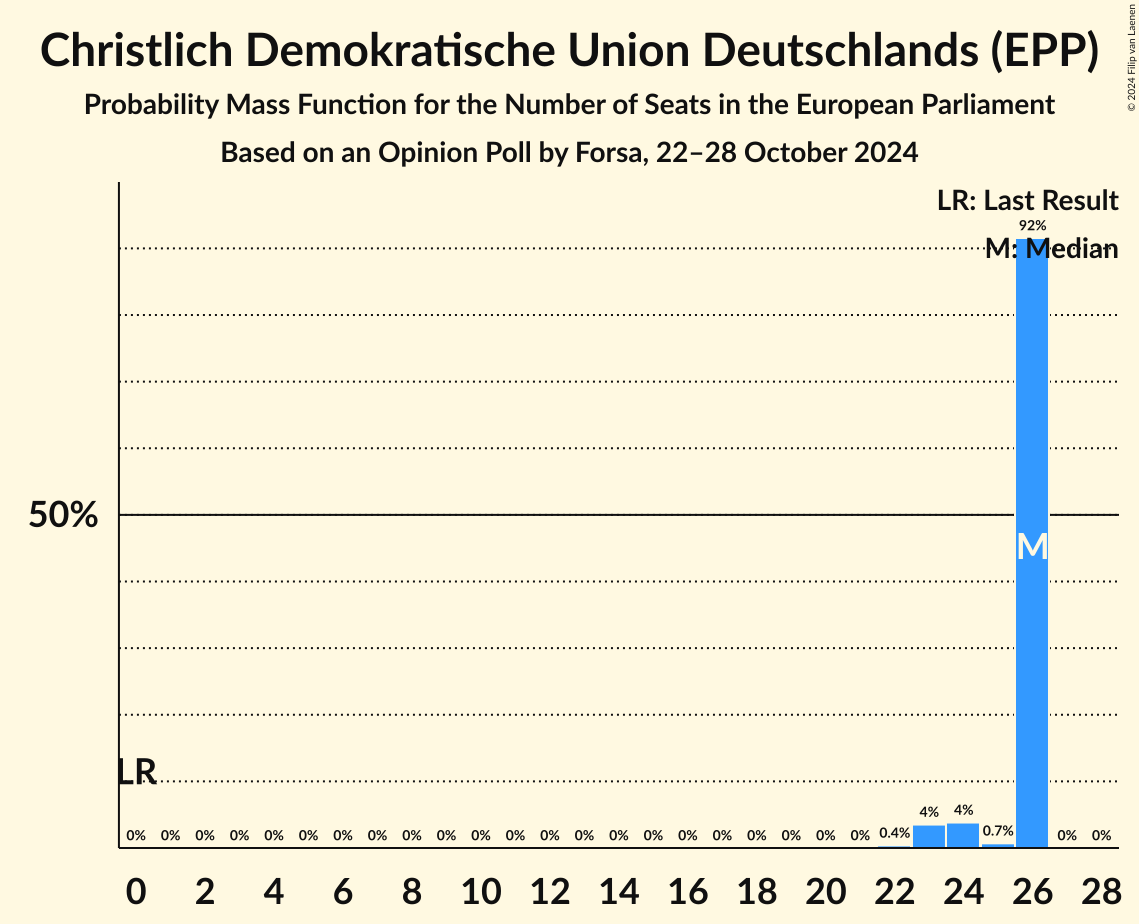 Christlich Demokratische Union Deutschlands (EPP)
Probability Mass Function for the Number of Seats in the European Parliament
Based on an Opinion Poll by Forsa, 22–28 October 2024
© 2024 Filip van Laenen
LR: Last Result
M: Median
50%
M
LR
0% 0% 0% 0% 0% 0% 0% 0% 0% 0% 0% 0% 0% 0% 0% 0% 0% 0% 0% 0% 0% 0% 0.4% 4% 4% 0.7% 92% 0% 0%
0 2 4 6 8 10 12 14 16 18 20 22 24 26 28